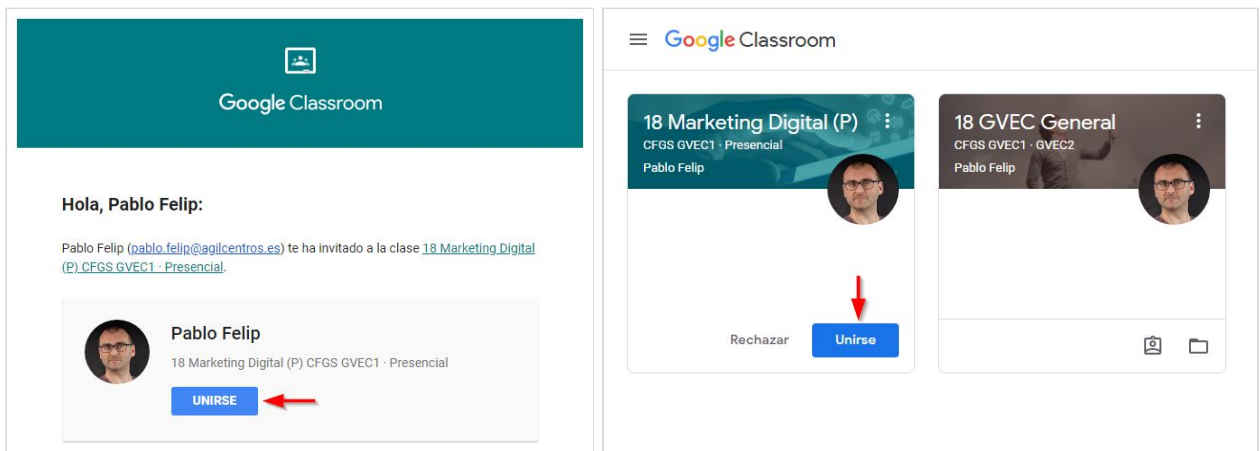 Google Classroom
Hola, Pablo Felip:
Pablo Felip (pablo.felip@agilcentros.es) te ha invitado a la clase 18 Marketing Digital
(P) CFGS GVEC1 · Presencial.
Pablo Felip
18 Marketing Digital (P) CFGS GVEC1 · Presencial
UNIRSE
Google Classroom
18 Marketing Digital (P)
CFGS GVEC1 · Presencial
Pablo Felip
Rechazar
Unirse
18 GVEC General
CFGS GVEC1 · GVEC2
Pablo Felip